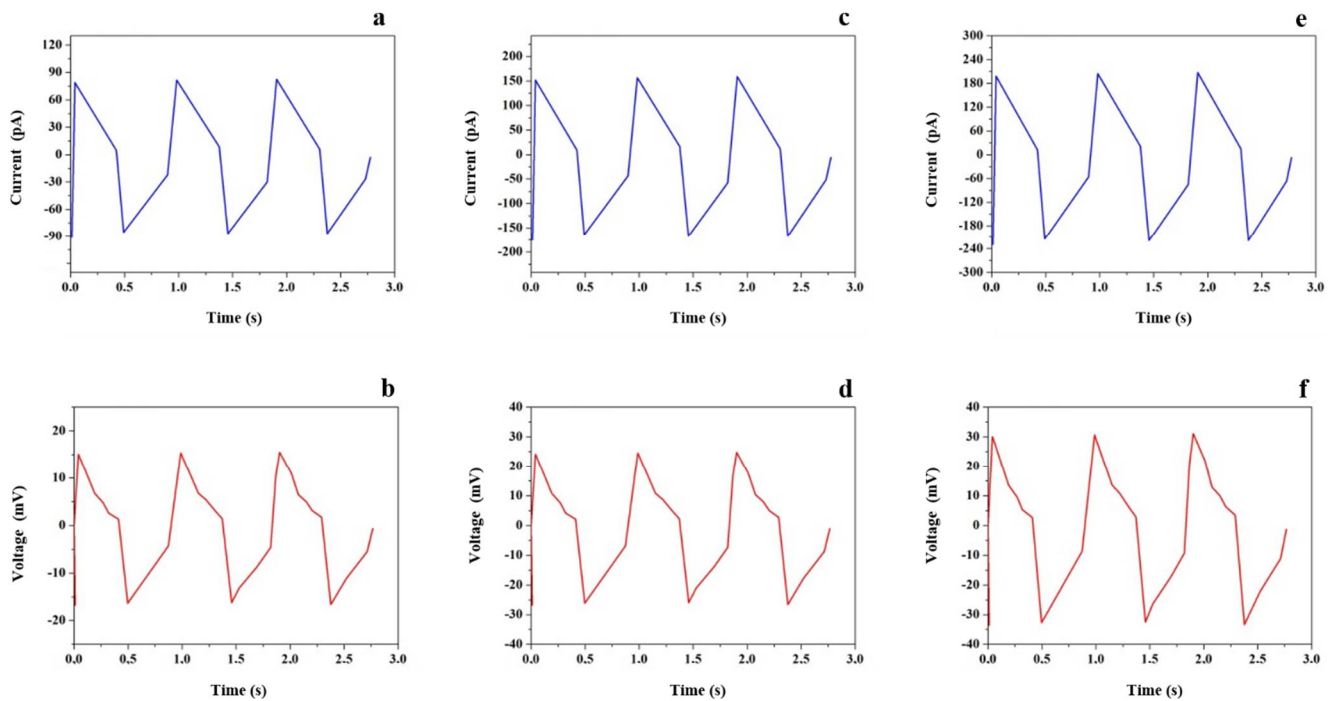 a
120
90
60
30
0
-30
-60
-90
Current (pA)
0.0 0.5 1.0 1.5 2.0 2.5 3.0
Time (s)
c
200
150
100
50
0
-50
-100
-150
-200
Current (pA)
0.0 0.5 1.0 1.5 2.0 2.5 3.0
Time (s)
e
300
240
180
120
60
0
-60
-120
-180
-240
-300
Current (pA)
0.0 0.5 1.0 1.5 2.0 2.5 3.0
Time (s)
b
20
10
0
-10
-20
Voltage (mV)
0.0 0.5 1.0 1.5 2.0 2.5 3.0
Time (s)
d
40
30
20
10
0
-10
-20
-30
-40
Voltage (mV)
0.0 0.5 1.0 1.5 2.0 2.5 3.0
Time (s)
f
40
30
20
10
0
-10
-20
-30
-40
Voltage (mV)
0.0 0.5 1.0 1.5 2.0 2.5 3.0
Time (s)